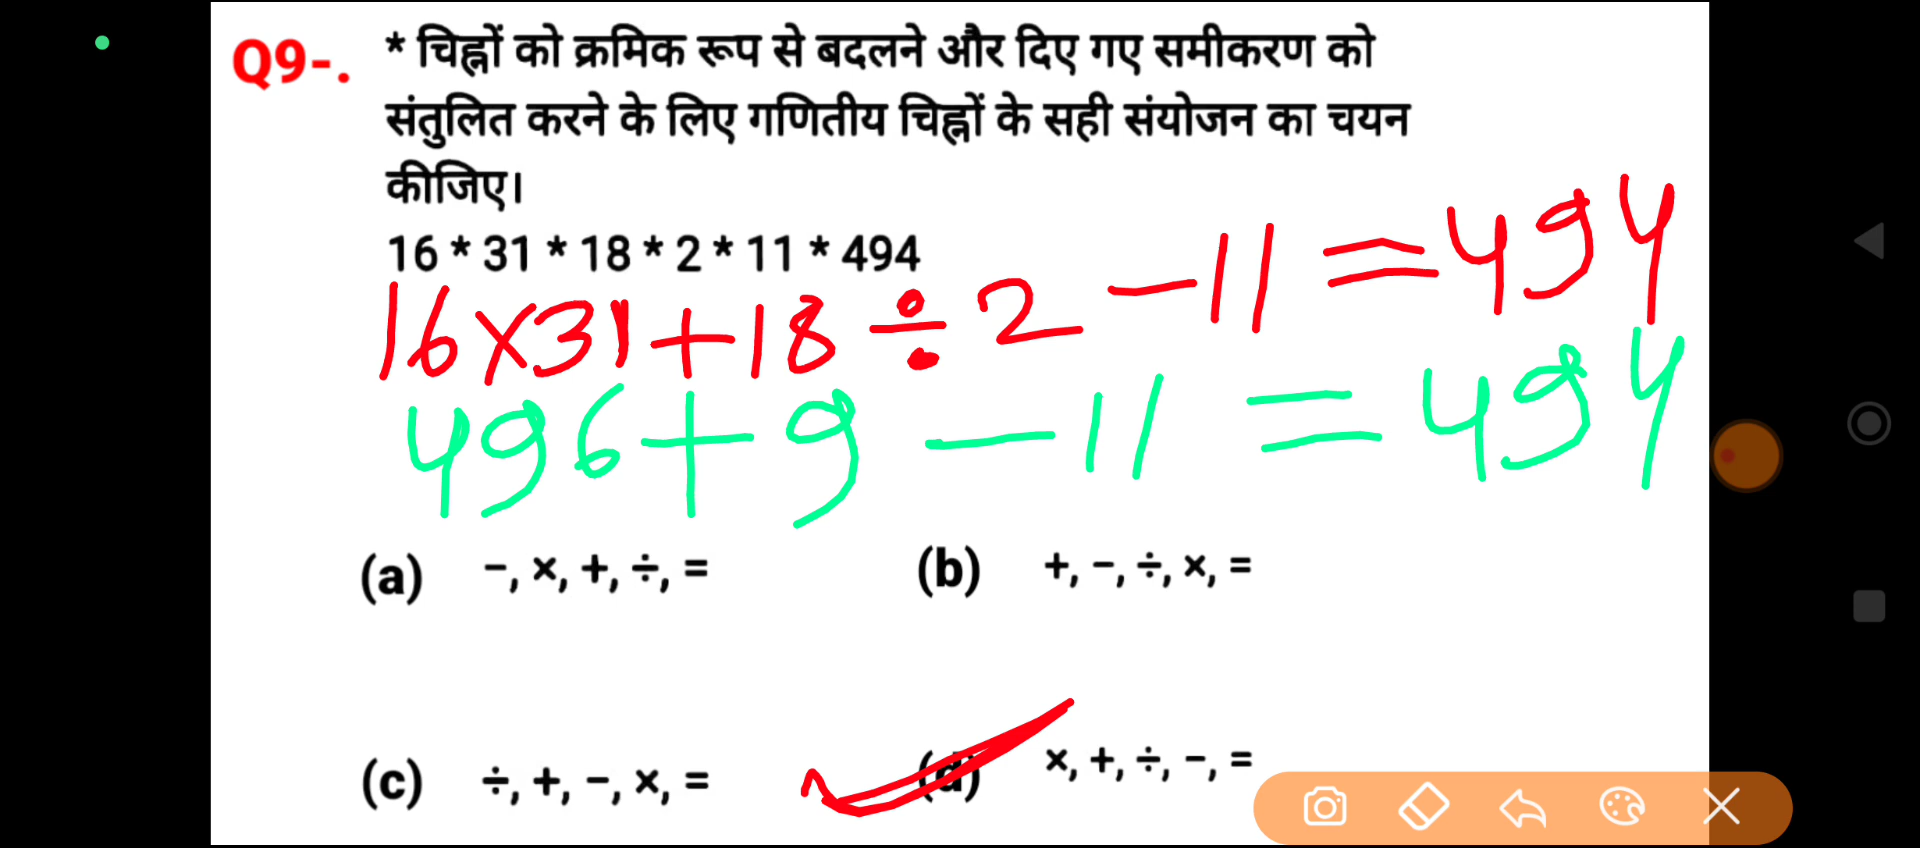 Q9-. * चिह्नों को क्रमिक रूप से बदलने और दिए गए समीकरण को
संतुलित करने के लिए गणितीय चिह्नों के सही संयोजन का चयन
कीजिए।
16 * 31 * 18 * 2 * 11 * 494
16×31+18÷2-11=494
496+9-11=494
(a) −, ×, +, ÷, =
(b) +, −, ÷, ×, =
(c) ÷, +, −, ×, =
(d) ×, +, ÷, −, =